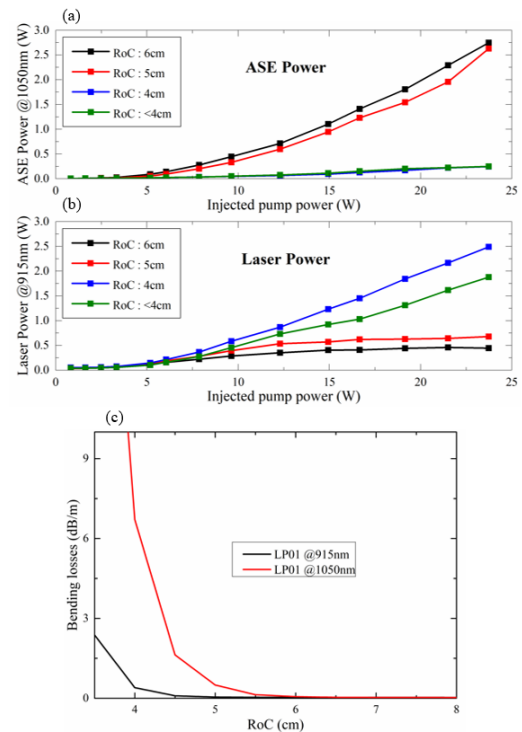 (a)
3.0
2.5
2.0
1.5
1.0
0.5
0.0
ASE Power @1050nm (W)
RoC : 6cm
RoC : 5cm
RoC : 4cm
RoC : <4cm
ASE Power
0 5 10 15 20 25
Injected pump power (W)
(b)
3.0
2.5
2.0
1.5
1.0
0.5
0.0
Laser Power @915nm (W)
RoC : 6cm
RoC : 5cm
RoC : 4cm
RoC : <4cm
Laser Power
0 5 10 15 20 25
Injected pump power (W)
(c)
9
6
3
0
Bending losses (dB/m)
LP01 @915nm
LP01 @1050nm
4 5 6 7 8
RoC (cm)